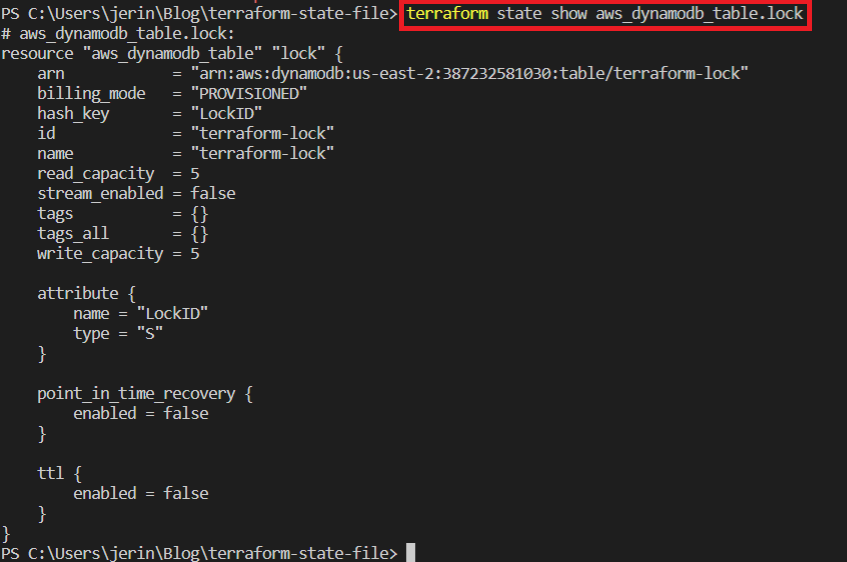 PS C:\Users\jerin\Blog\terraform-state-file> terraform state show aws_dynamodb_table.lock
# aws_dynamodb_table.lock:
resource "aws_dynamodb_table" "lock" {
    arn            = "arn:aws:dynamodb:us-east-2:387232581030:table/terraform-lock"
    billing_mode   = "PROVISIONED"
    hash_key       = "LockID"
    id             = "terraform-lock"
    name           = "terraform-lock"
    read_capacity  = 5
    stream_enabled = false
    tags           = {}
    tags_all       = {}
    write_capacity = 5

    attribute {
        name = "LockID"
        type = "S"
    }

    point_in_time_recovery {
        enabled = false
    }

    ttl {
        enabled = false
    }
}
PS C:\Users\jerin\Blog\terraform-state-file>